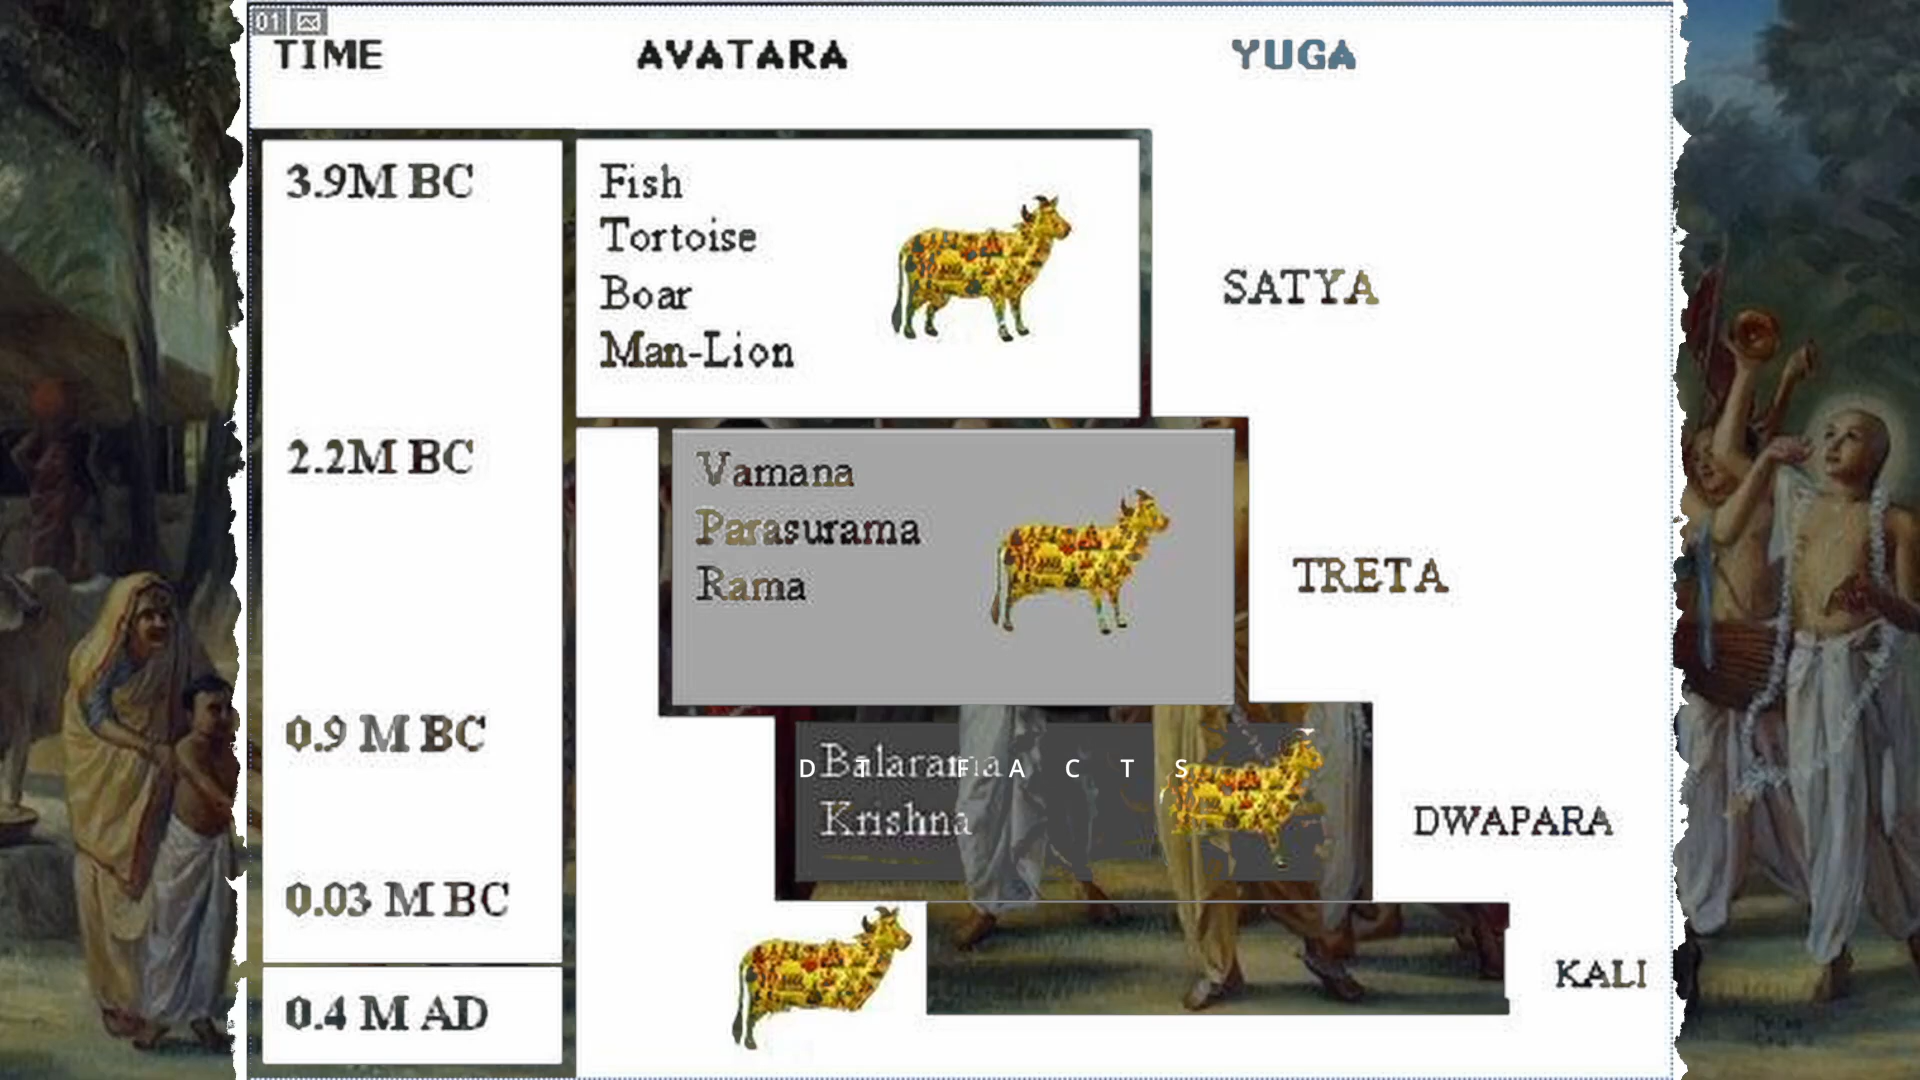 01
TIME AVATARA YUGA
3.9M BC
Fish
Tortoise
Boar
Man-Lion
SATYA
2.2M BC
Vamana
Parasurama
Rama
TRETA
0.9 M BC
Balarama
D T F A C T S
Krishna
DWAPARA
0.03 M BC
KALI
0.4 M AD